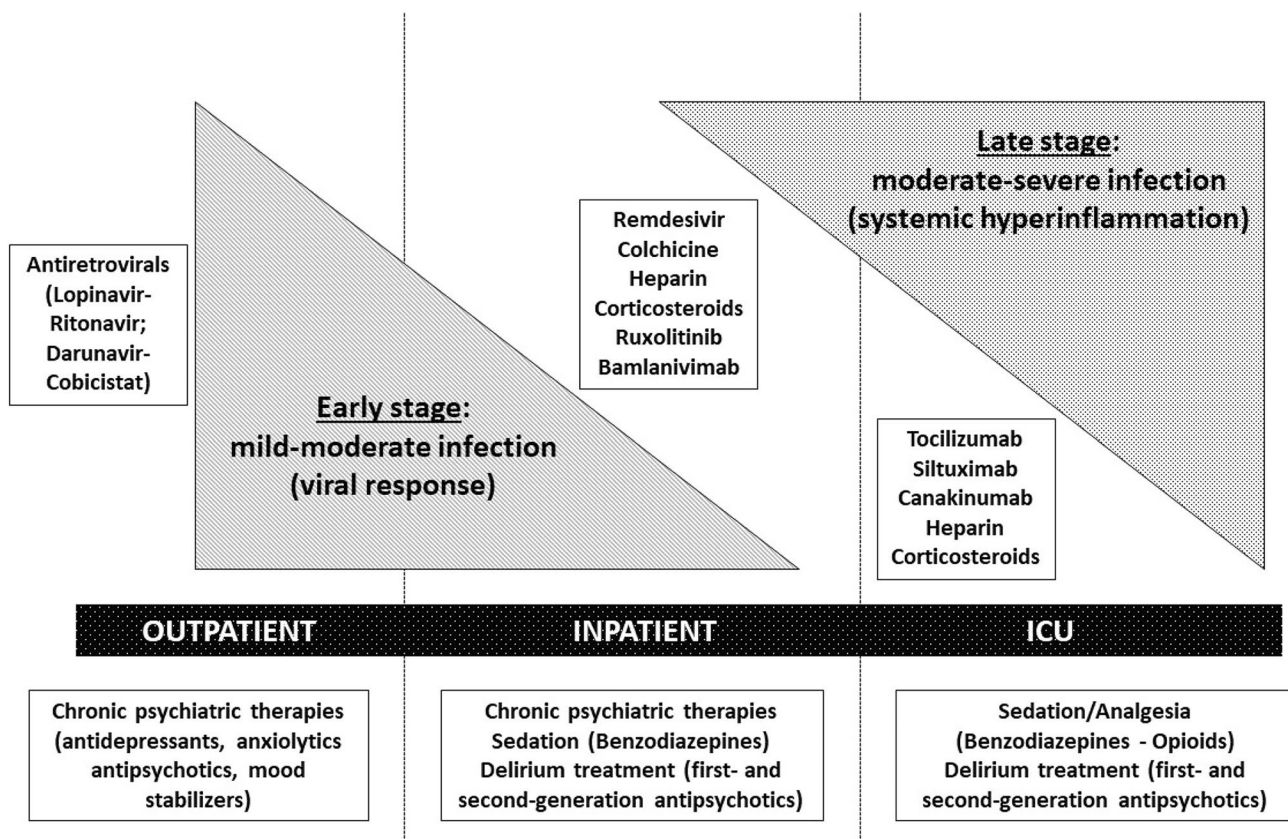 Late stage:
moderate-severe infection
(systemic hyperinflammation)
Remdesivir
Colchicine
Heparin
Corticosteroids
Ruxolitinib
Bamlanivimab
Antiretrovirals
(Lopinavir-
Ritonavir;
Darunavir-
Cobicistat)
Early stage:
mild-moderate infection
(viral response)
Tocilizumab
Siltuximab
Canakinumab
Heparin
Corticosteroids
OUTPATIENT
INPATIENT
ICU
Chronic psychiatric therapies
(antidepressants, anxiolytics
antipsychotics, mood
stabilizers)
Chronic psychiatric therapies
Sedation (Benzodiazepines)
Delirium treatment (first- and
second-generation antipsychotics)
Sedation/Analgesia
(Benzodiazepines - Opioids)
Delirium treatment (first- and
second-generation antipsychotics)